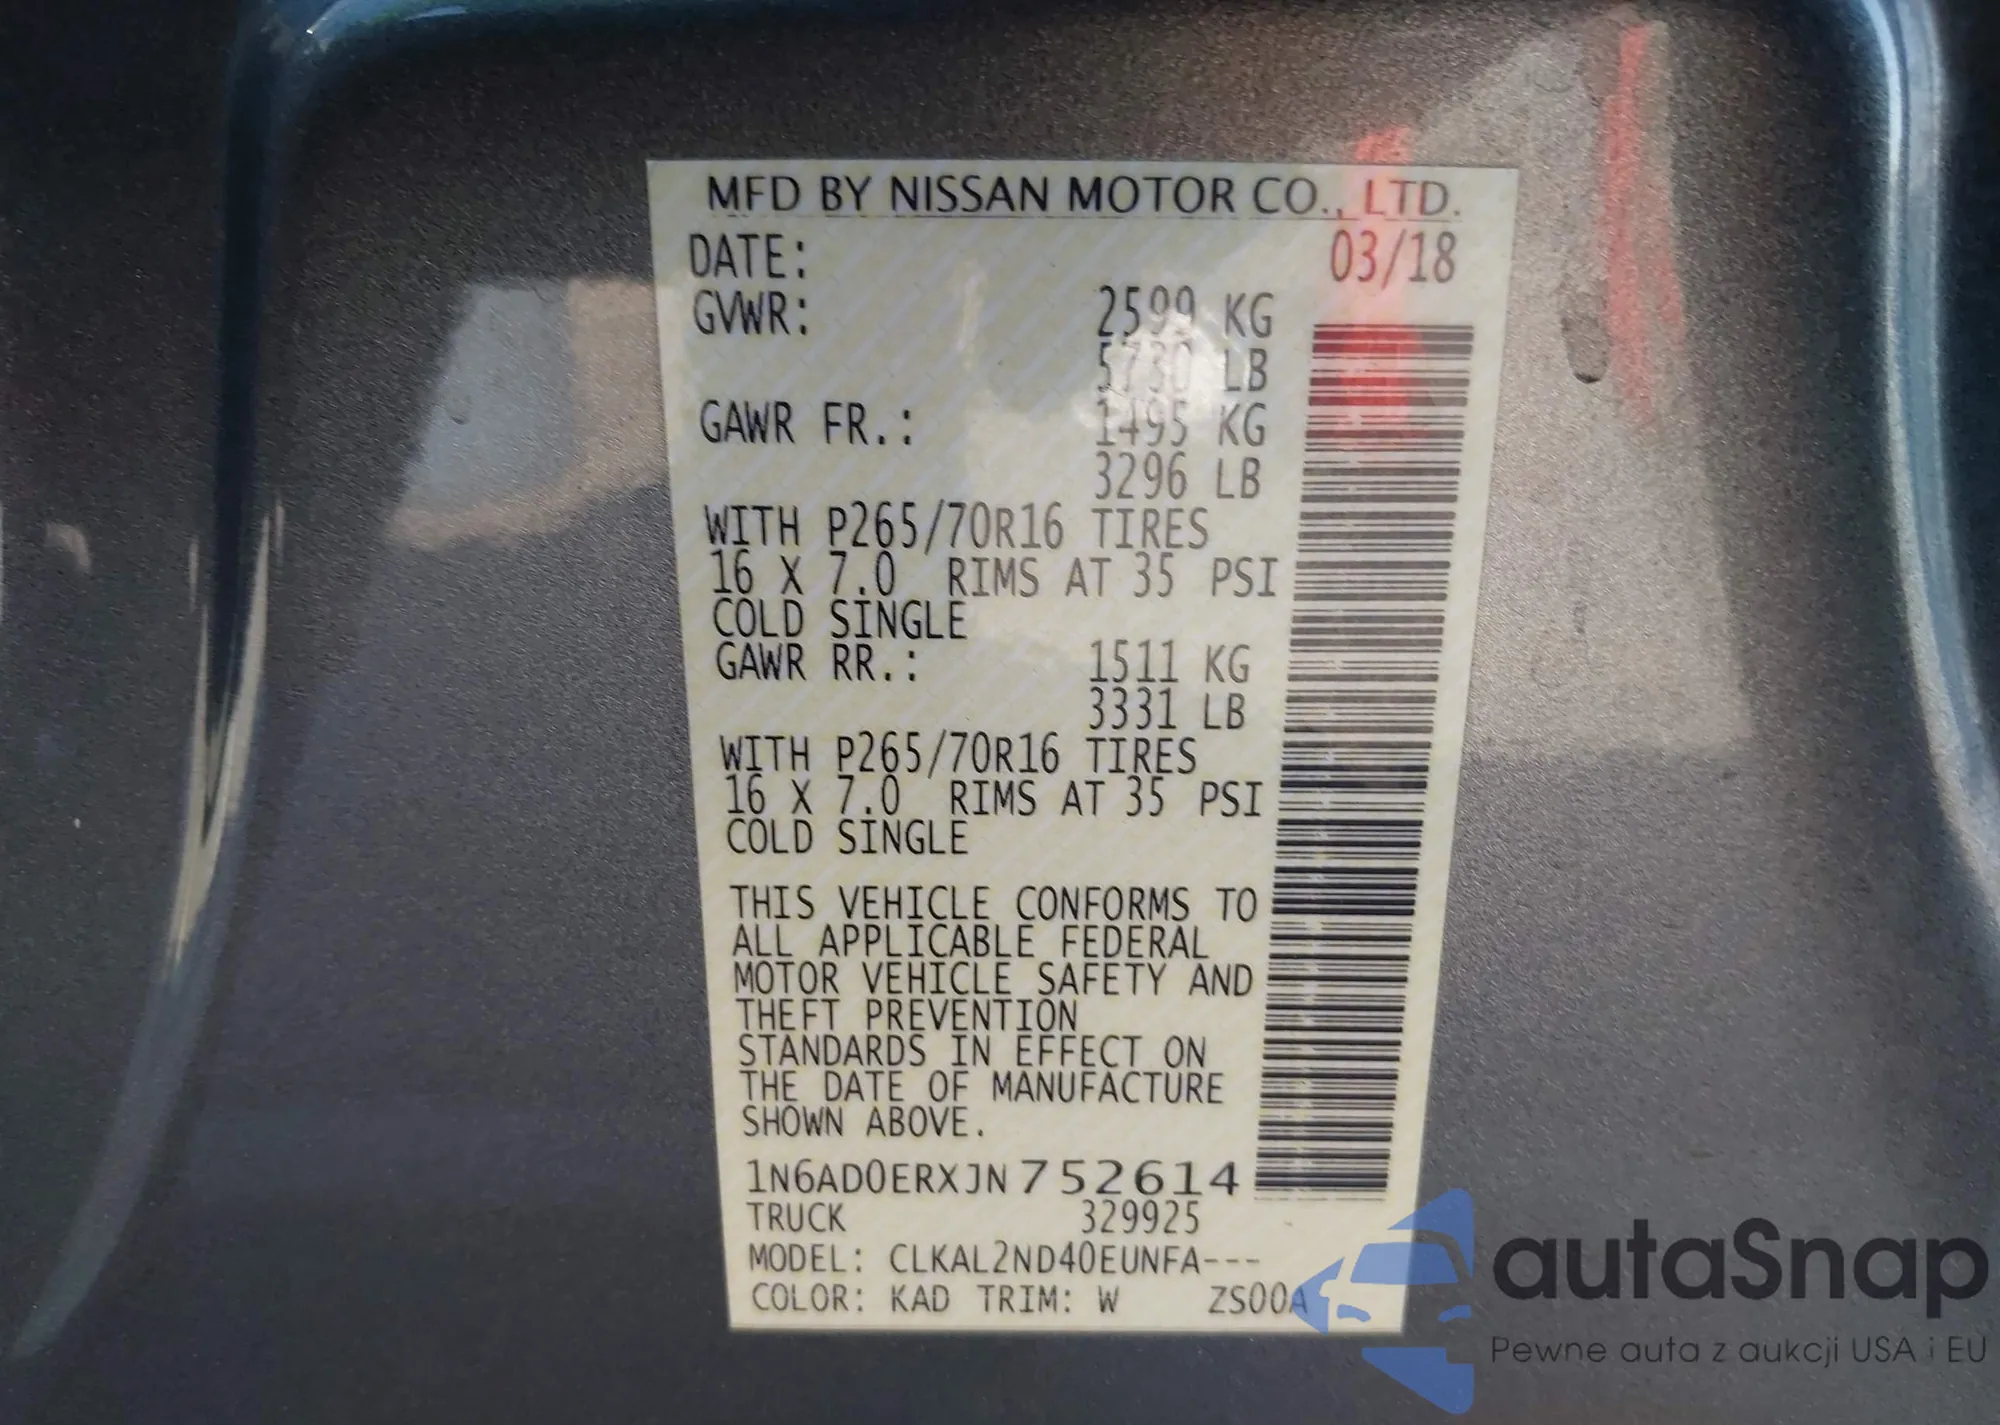 MFD BY NISSAN MOTOR CO., LTD.
DATE: 03/18
GVWR: 2599 KG
5730 LB
GAWR FR.: 1495 KG
3296 LB
WITH P265/70R16 TIRES
16 X 7.0 RIMS AT 35 PSI
COLD SINGLE
GAWR RR.: 1511 KG
3331 LB
WITH P265/70R16 TIRES
16 X 7.0 RIMS AT 35 PSI
COLD SINGLE
THIS VEHICLE CONFORMS TO
ALL APPLICABLE FEDERAL
MOTOR VEHICLE SAFETY AND
THEFT PREVENTION
STANDARDS IN EFFECT ON
THE DATE OF MANUFACTURE
SHOWN ABOVE.
1N6AD0ERXJN752614
TRUCK 329925
MODEL: CLKAL2ND40EUNFA---
COLOR: KAD TRIM: W ZS00A
autaSnap
Pewne auta z aukcji USA i EU